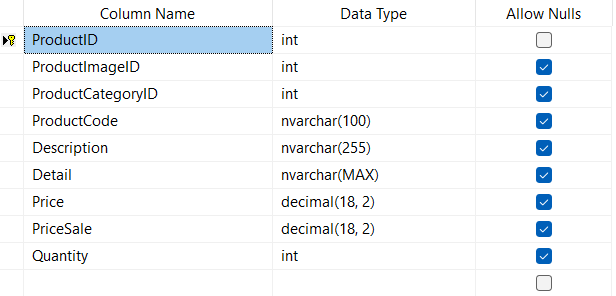 Column Name Data Type Allow Nulls
ProductID int
ProductImageID int
ProductCategoryID int
ProductCode nvarchar(100)
Description nvarchar(255)
Detail nvarchar(MAX)
Price decimal(18, 2)
PriceSale decimal(18, 2)
Quantity int